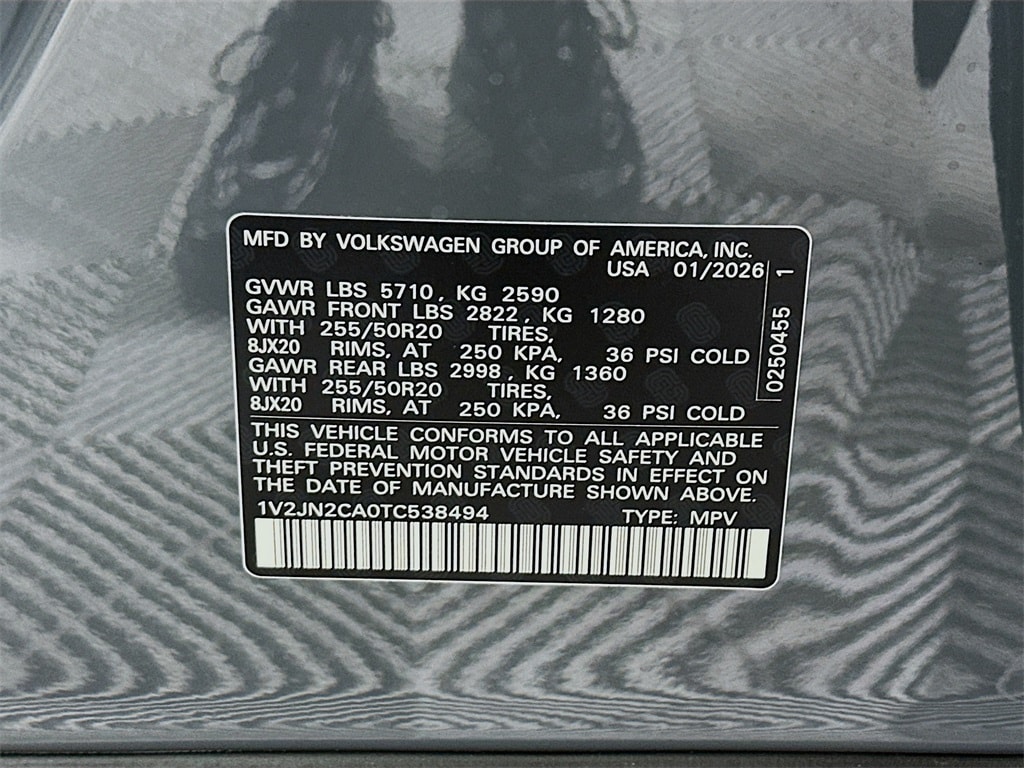 MFD BY VOLKSWAGEN GROUP OF AMERICA, INC.
USA 01/2026
GVWR LBS 5710, KG 2590
GAWR FRONT LBS 2822, KG 1280
WITH 255/50R20 TIRES,
8JX20 RIMS, AT 250 KPA, 36 PSI COLD
GAWR REAR LBS 2998, KG 1360
WITH 255/50R20 TIRES,
8JX20 RIMS, AT 250 KPA, 36 PSI COLD
0250455 1
THIS VEHICLE CONFORMS TO ALL APPLICABLE
U.S. FEDERAL MOTOR VEHICLE SAFETY AND
THEFT PREVENTION STANDARDS IN EFFECT ON
THE DATE OF MANUFACTURE SHOWN ABOVE.
1V2JN2CA0TC538494 TYPE: MPV